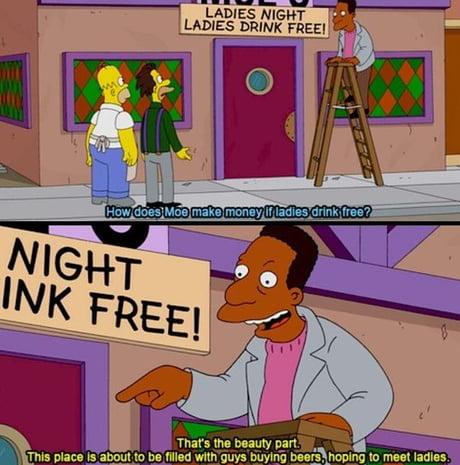 LADIES NIGHT
LADIES DRINK FREE!
How does Moe make money if ladies drink free?
NIGHT
INK FREE!
That's the beauty part.
This place is about to be filled with guys buying beers, hoping to meet ladies.